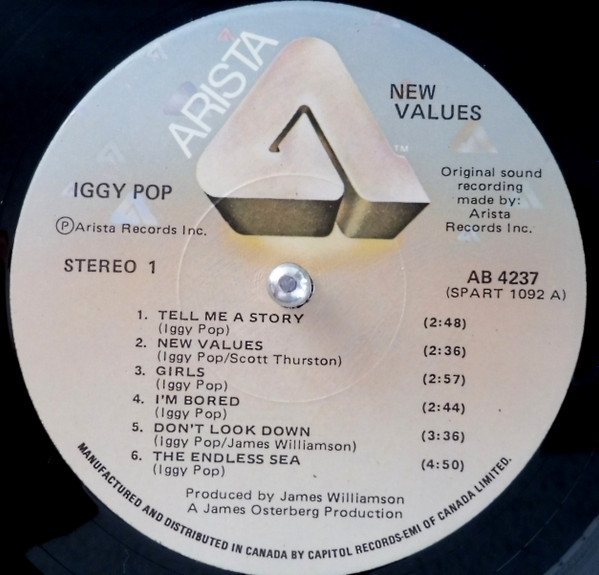 ARISTA
TM
NEW
VALUES
IGGY POP
Ⓟ Arista Records Inc.
Original sound
recording
made by:
Arista
Records Inc.
STEREO 1
AB 4237
(SPART 1092 A)
1. TELL ME A STORY (2:48)
(Iggy Pop)
2. NEW VALUES (2:36)
(Iggy Pop/Scott Thurston)
3. GIRLS (2:57)
(Iggy Pop)
4. I'M BORED (2:44)
(Iggy Pop)
5. DON'T LOOK DOWN (3:36)
(Iggy Pop/James Williamson)
6. THE ENDLESS SEA (4:50)
(Iggy Pop)
Produced by James Williamson
A James Osterberg Production
MANUFACTURED AND DISTRIBUTED IN CANADA BY CAPITOL RECORDS-EMI OF CANADA LIMITED.